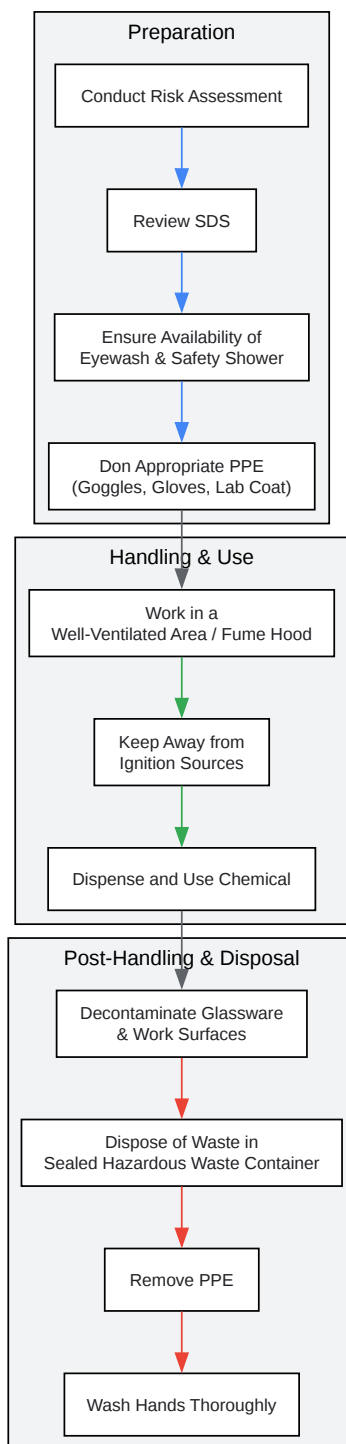 Preparation
Conduct Risk Assessment
Review SDS
Ensure Availability of
Eyewash & Safety Shower
Don Appropriate PPE
(Goggles, Gloves, Lab Coat)
Handling & Use
Work in a
Well-Ventilated Area / Fume Hood
Keep Away from
Ignition Sources
Dispense and Use Chemical
Post-Handling & Disposal
Decontaminate Glassware
& Work Surfaces
Dispose of Waste in
Sealed Hazardous Waste Container
Remove PPE
Wash Hands Thoroughly